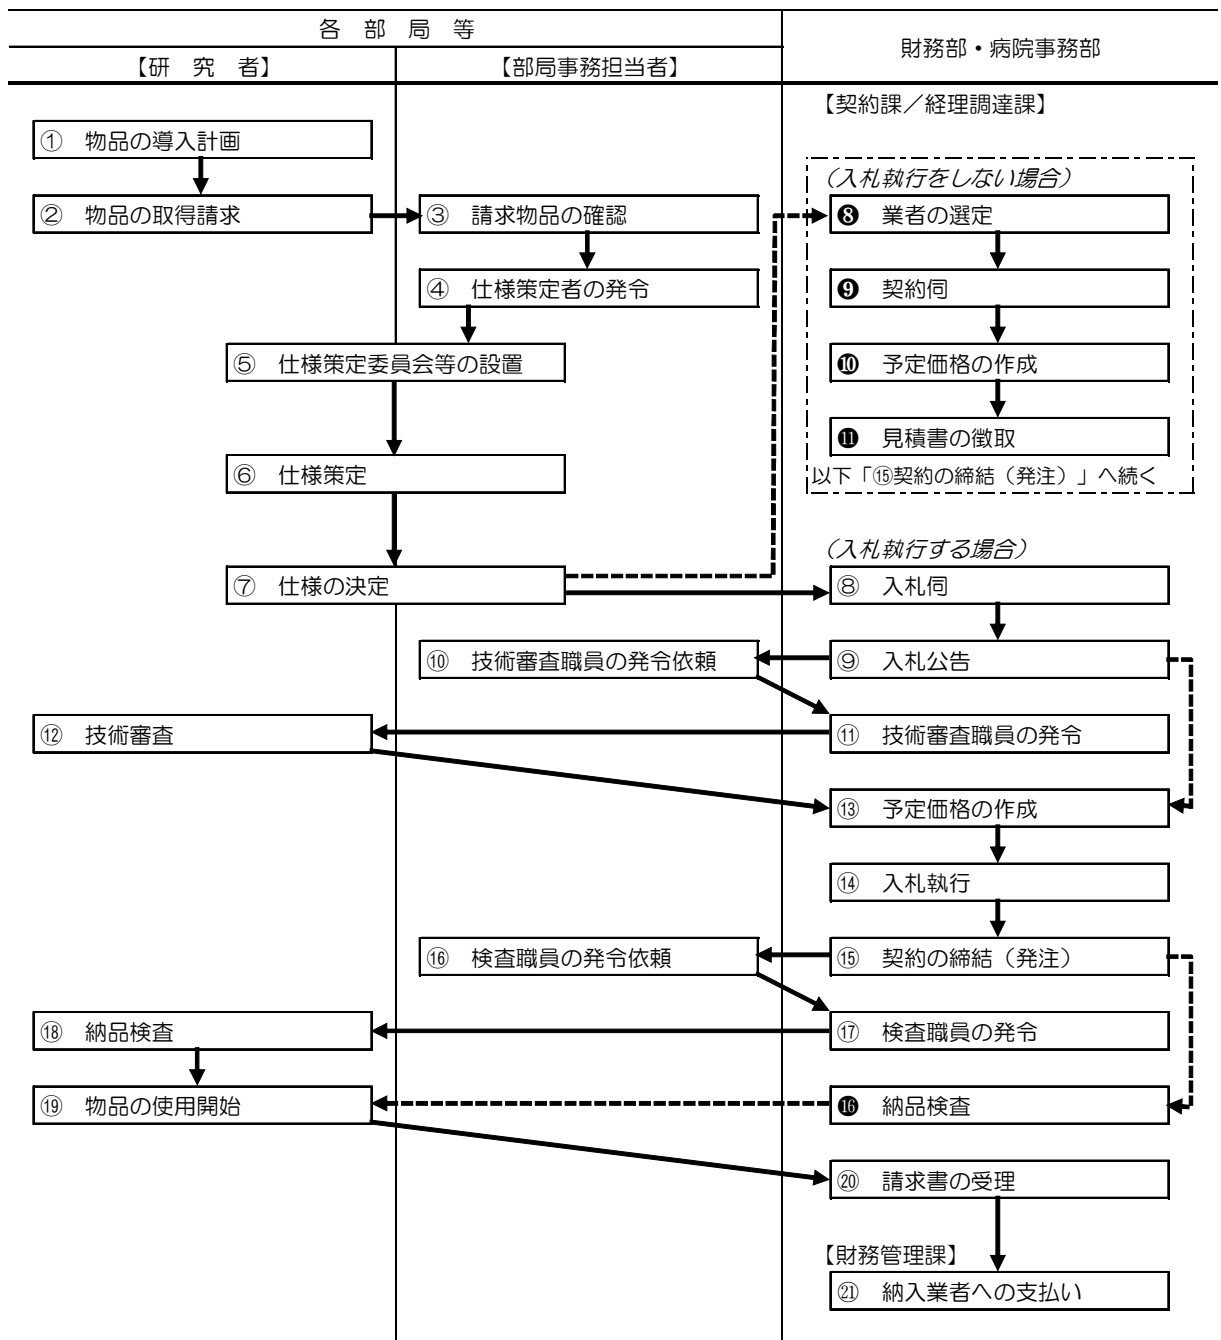 各　部　局　等
財務部・病院事務部
【研　究　者】
【部局事務担当者】
【契約課／経理調達課】
① 物品の導入計画
（入札執行をしない場合）
② 物品の取得請求
③ 請求物品の確認
❽ 業者の選定
④ 仕様策定者の発令
❾ 契約伺
⑤ 仕様策定委員会等の設置
❿ 予定価格の作成
⓫ 見積書の徴取
⑥ 仕様策定
以下「⑮契約の締結（発注）」へ続く
（入札執行する場合）
⑦ 仕様の決定
⑧ 入札伺
⑩ 技術審査職員の発令依頼
⑨ 入札公告
⑫ 技術審査
⑪ 技術審査職員の発令
⑬ 予定価格の作成
⑭ 入札執行
⑯ 検査職員の発令依頼
⑮ 契約の締結（発注）
⑱ 納品検査
⑰ 検査職員の発令
⑲ 物品の使用開始
⓰ 納品検査
⑳ 請求書の受理
【財務管理課】
㉑ 納入業者への支払い